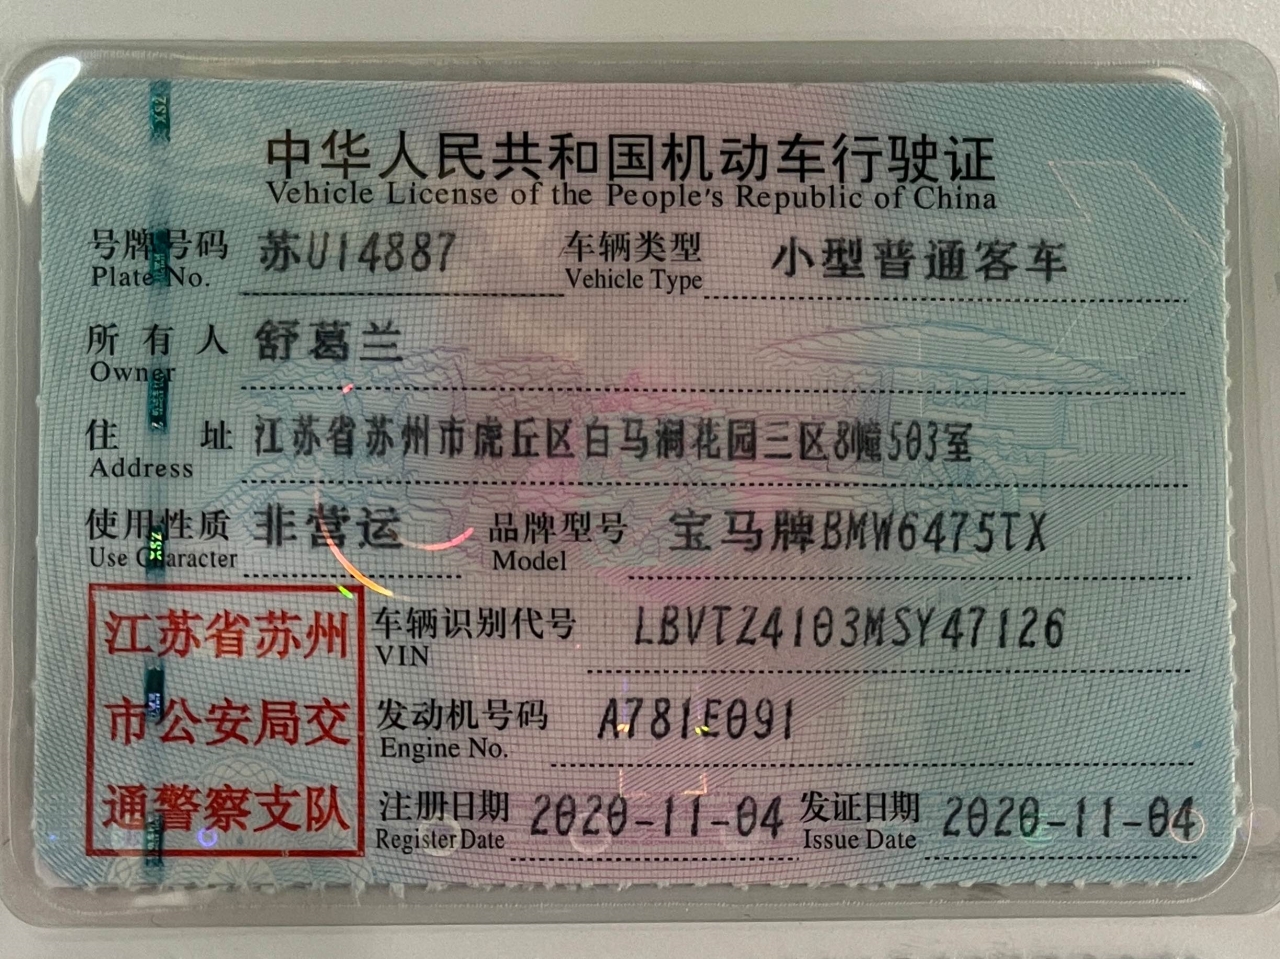 中华人民共和国机动车行驶证
Vehicle License of the People's Republic of China
号牌号码 苏U14887 车辆类型 小型普通客车
Plate No. Vehicle Type
所有人 舒葛兰
Owner
住址 江苏省苏州市虎丘区白马涧花园三区8幢503室
Address
使用性质 非营运 品牌型号 宝马牌BMW6475TX
Use Character Model
江苏省苏州 车辆识别代号 LBVTZ4103MSY47126
VIN
市公安局交 发动机号码 A781E091
Engine No.
通警察支队 注册日期 2020-11-04 发证日期 2020-11-04
Register Date Issue Date